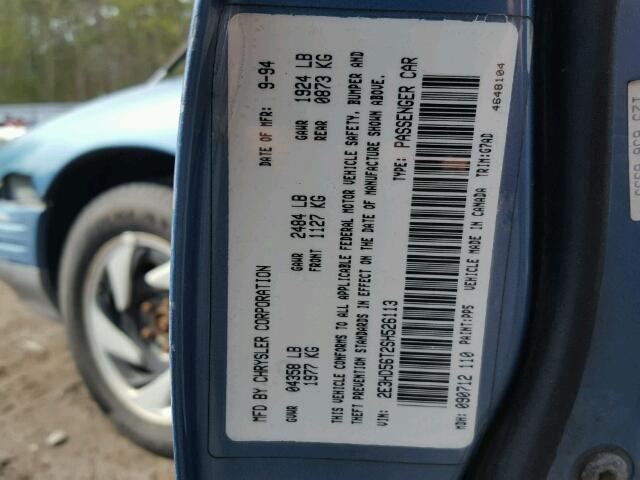 MFD BY CHRYSLER CORPORATION DATE OF MFR: 9-94
GVWR 04358 LB GAWR 2484 LB GAWR 1924 LB
1977 KG FRONT 1127 KG REAR 0873 KG
THIS VEHICLE CONFORMS TO ALL APPLICABLE FEDERAL MOTOR VEHICLE SAFETY, BUMPER AND
THEFT PREVENTION STANDARDS IN EFFECT ON THE DATE OF MANUFACTURE SHOWN ABOVE.
VIN: 2E3HD56T2SH526113 TYPE: PASSENGER CAR
MDH: 090712 110 PAINT:PP5 VEHICLE MADE IN CANADA TRIM:G7AD
4648104